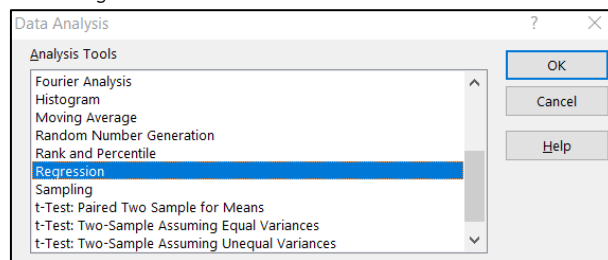 Data Analysis ?
Analysis Tools
Fourier Analysis
Histogram
Moving Average
Random Number Generation
Rank and Percentile
Regression
Sampling
t-Test: Paired Two Sample for Means
t-Test: Two-Sample Assuming Equal Variances
t-Test: Two-Sample Assuming Unequal Variances
OK
Cancel
Help